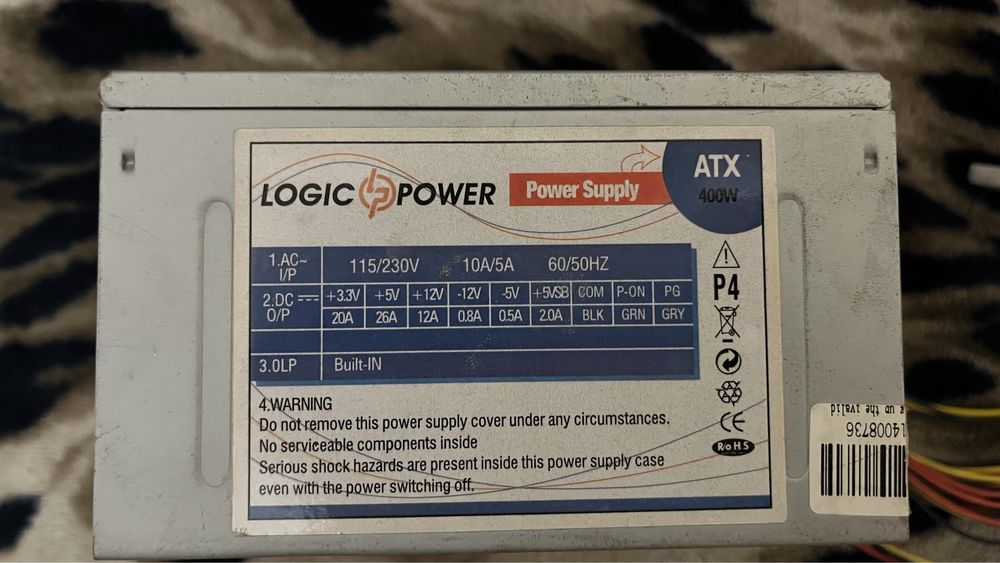 LOGIC POWER
Power Supply
ATX
400W
1.AC~ I/P 115/230V 10A/5A 60/50HZ
2.DC O/P +3.3V +5V +12V -12V -5V +5VSB COM P-ON PG
20A 26A 12A 0.8A 0.5A 2.0A BLK GRN GRY
3.OLP Built-IN
P4
CE
RoHS
4.WARNING
Do not remove this power supply cover under any circumstances.
No serviceable components inside
Serious shock hazards are present inside this power supply case
even with the power switching off.
up the ivalid
14008736